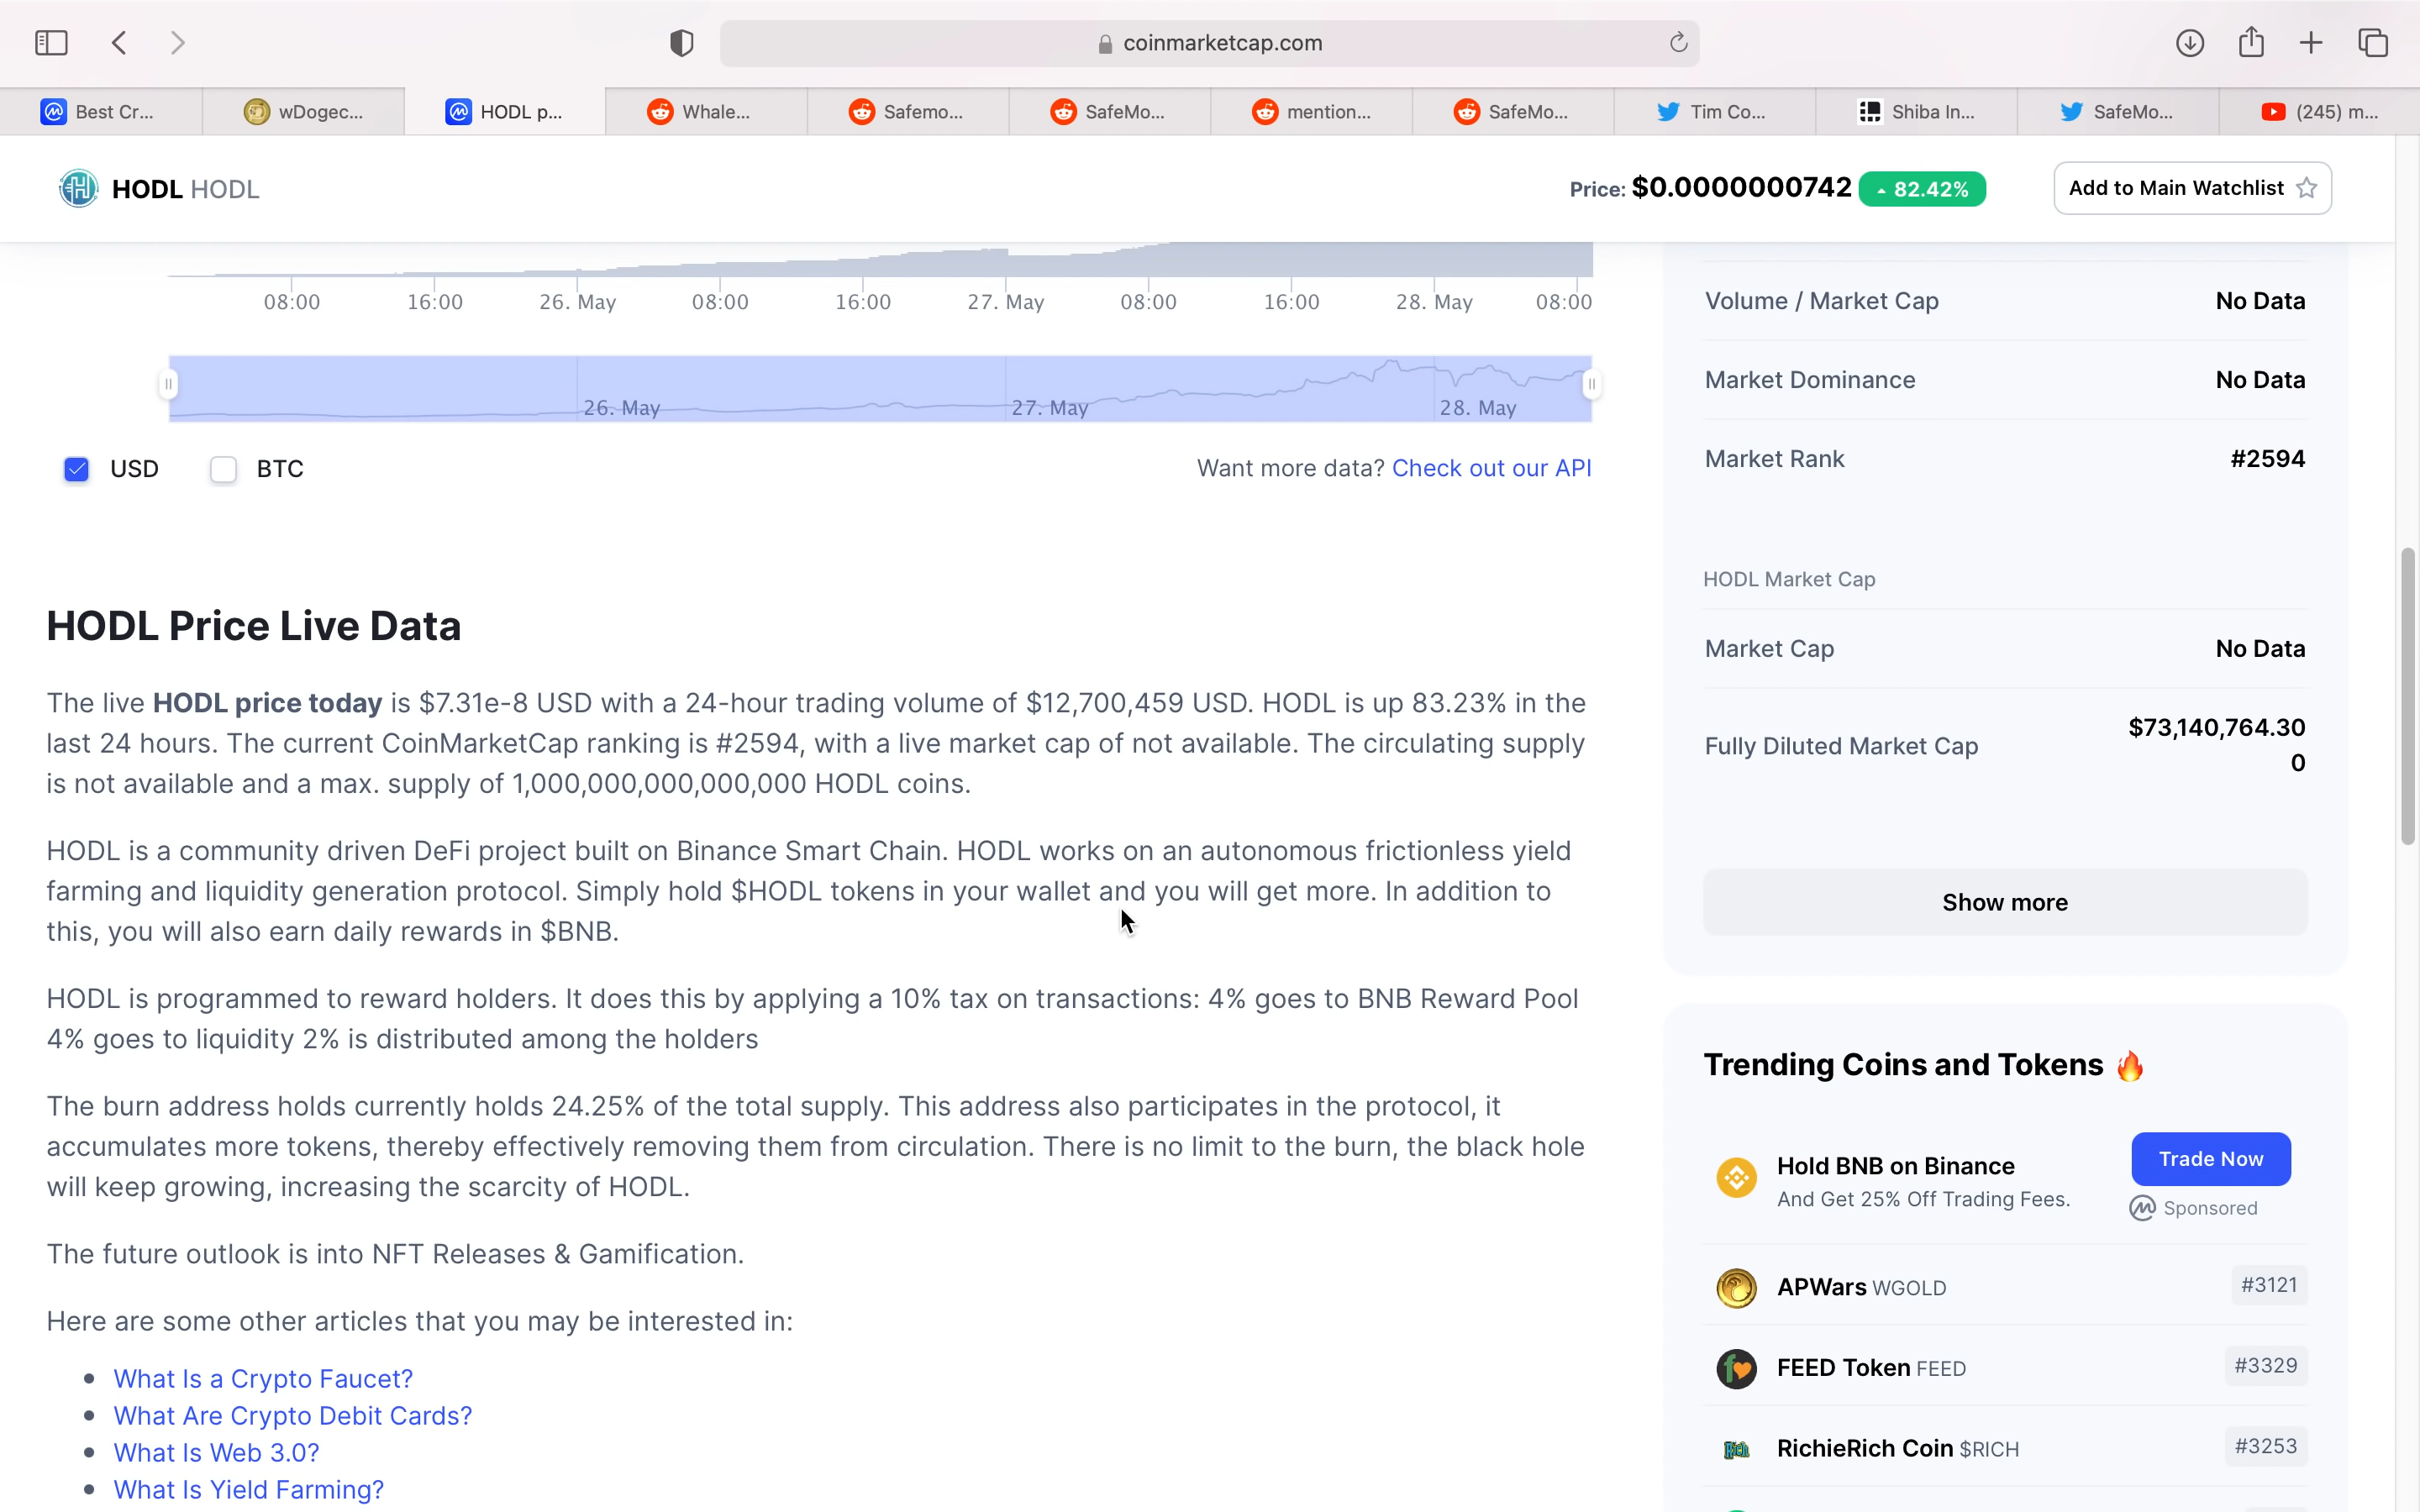 coinmarketcap.com
Best Cr...
wDogec...
HODL p...
Whale...
Safemo...
SafeMo...
mention...
SafeMo...
Tim Co...
Shiba In...
SafeMo...
(245) m...
HODL HODL
Price: $0.0000000742 82.42%
Add to Main Watchlist
08:00 16:00 26. May 08:00 16:00 27. May 08:00 16:00 28. May 08:00
26. May 27. May 28. May
USD BTC
Want more data? Check out our API
HODL Price Live Data
The live HODL price today is $7.31e-8 USD with a 24-hour trading volume of $12,700,459 USD. HODL is up 83.23% in the
last 24 hours. The current CoinMarketCap ranking is #2594, with a live market cap of not available. The circulating supply
is not available and a max. supply of 1,000,000,000,000,000 HODL coins.
HODL is a community driven DeFi project built on Binance Smart Chain. HODL works on an autonomous frictionless yield
farming and liquidity generation protocol. Simply hold $HODL tokens in your wallet and you will get more. In addition to
this, you will also earn daily rewards in $BNB.
HODL is programmed to reward holders. It does this by applying a 10% tax on transactions: 4% goes to BNB Reward Pool
4% goes to liquidity 2% is distributed among the holders
The burn address holds currently holds 24.25% of the total supply. This address also participates in the protocol, it
accumulates more tokens, thereby effectively removing them from circulation. There is no limit to the burn, the black hole
will keep growing, increasing the scarcity of HODL.
The future outlook is into NFT Releases & Gamification.
Here are some other articles that you may be interested in:
What Is a Crypto Faucet?
What Are Crypto Debit Cards?
What Is Web 3.0?
What Is Yield Farming?
Volume / Market Cap No Data
Market Dominance No Data
Market Rank #2594
HODL Market Cap
Market Cap No Data
Fully Diluted Market Cap $73,140,764.30
0
Show more
Trending Coins and Tokens 🔥
Hold BNB on Binance
And Get 25% Off Trading Fees.
Trade Now
Sponsored
APWars WGOLD #3121
FEED Token FEED #3329
RichieRich Coin $RICH #3253